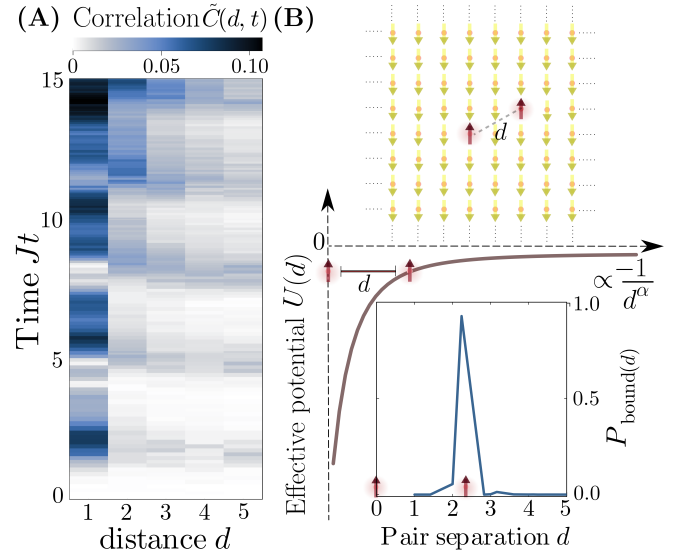 (A) Correlation C̃(d, t)
0 0.05 0.10
15
10
5
0
Time Jt
1 2 3 4 5
distance d
(B)
d
0
d
∝ -1/d^α
Effective potential U(d)
1.0
0.5
0.0
P_bound(d)
0 1 2 3 4 5
Pair separation d